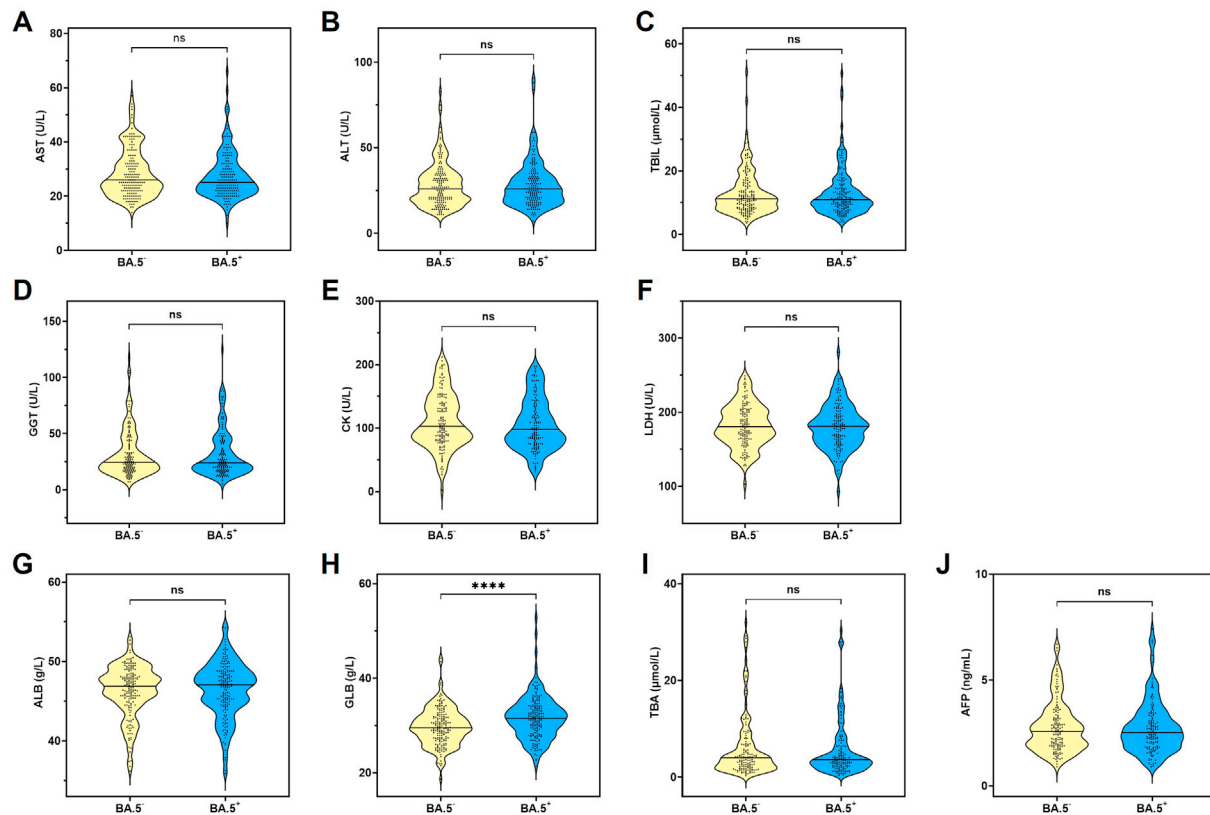 A
B
C
80
60
40
20
0
AST (U/L)
ns
BA.5⁻
BA.5⁺
100
50
0
ALT (U/L)
ns
BA.5⁻
BA.5⁺
60
40
20
0
TBIL (μmol/L)
ns
BA.5⁻
BA.5⁺
D
E
F
150
100
50
0
GGT (U/L)
ns
BA.5⁻
BA.5⁺
300
200
100
0
CK (U/L)
ns
BA.5⁻
BA.5⁺
300
200
100
LDH (U/L)
ns
BA.5⁻
BA.5⁺
G
H
I
J
60
50
40
ALB (g/L)
ns
BA.5⁻
BA.5⁺
60
40
20
GLB (g/L)
****
BA.5⁻
BA.5⁺
40
20
0
TBA (μmol/L)
ns
BA.5⁻
BA.5⁺
10
5
0
AFP (ng/mL)
ns
BA.5⁻
BA.5⁺